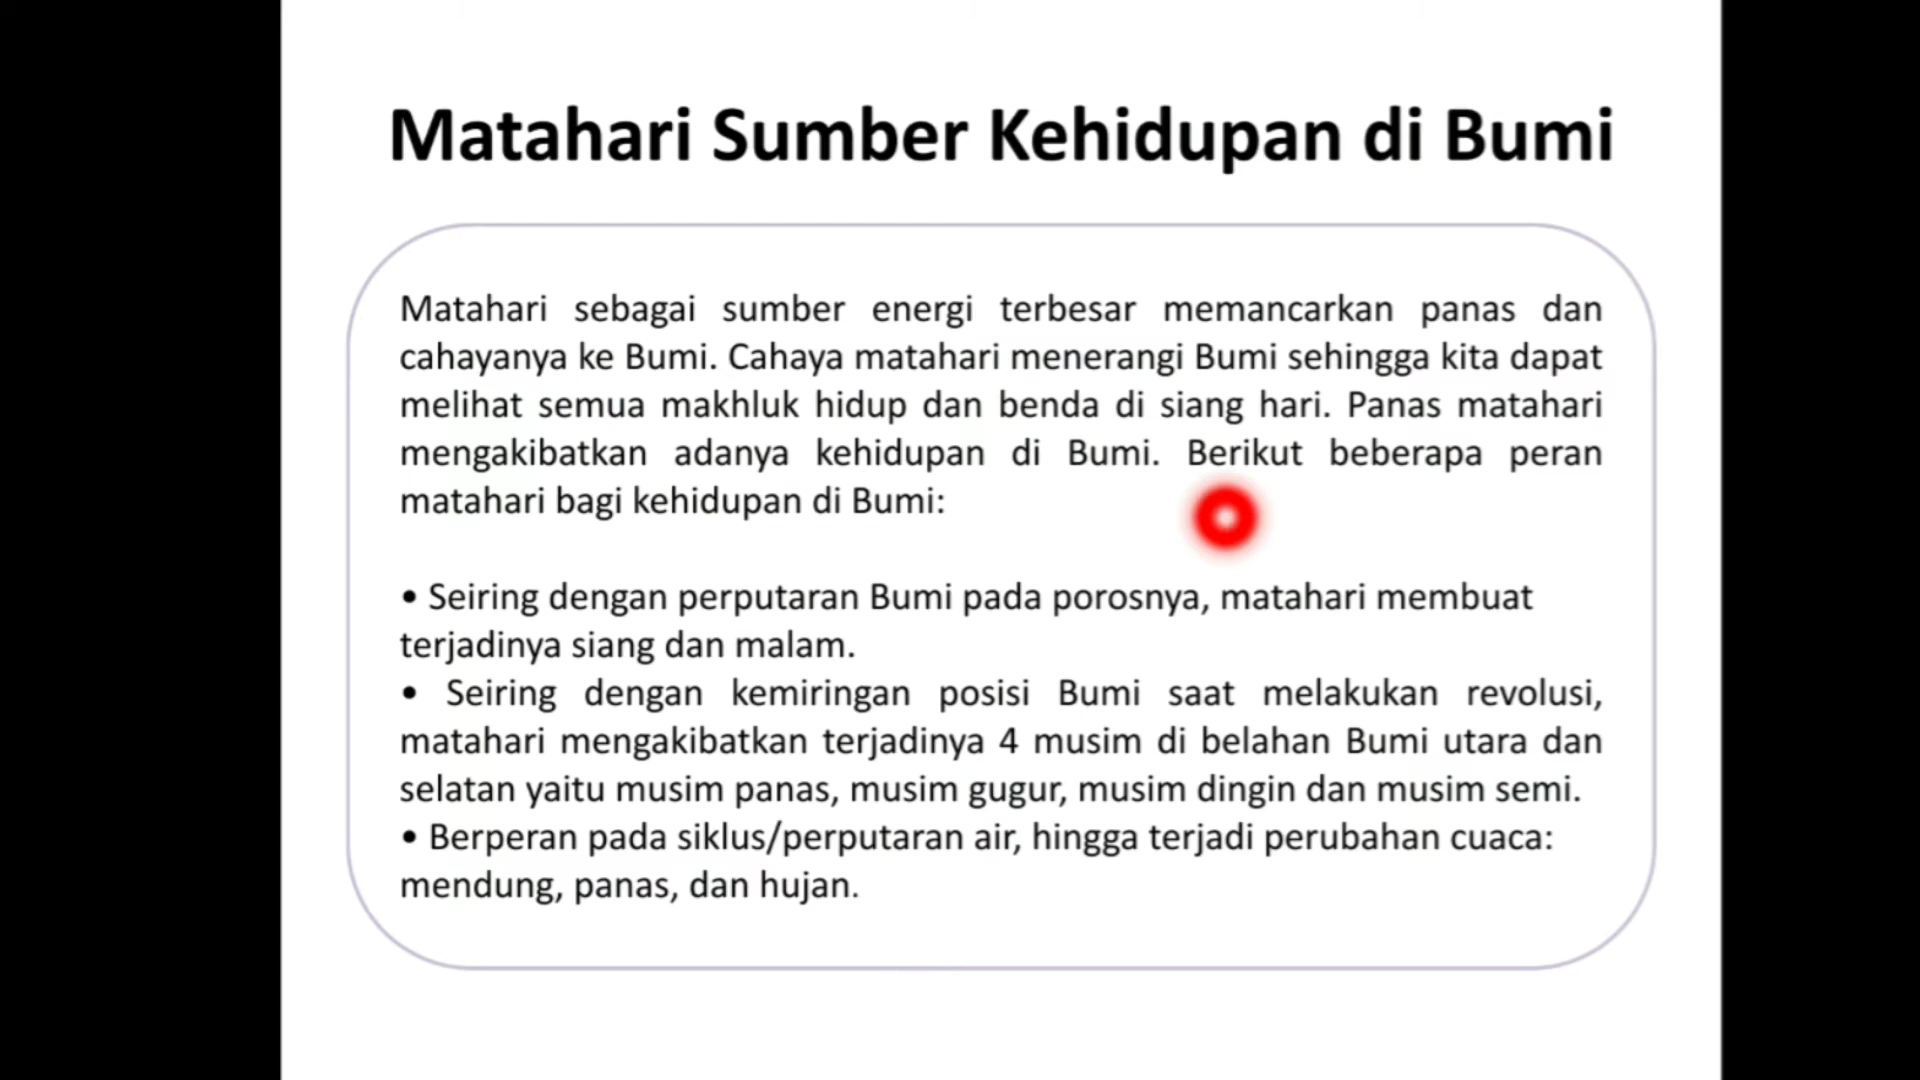 Matahari Sumber Kehidupan di Bumi
Matahari sebagai sumber energi terbesar memancarkan panas dan
cahayanya ke Bumi. Cahaya matahari menerangi Bumi sehingga kita dapat
melihat semua makhluk hidup dan benda di siang hari. Panas matahari
mengakibatkan adanya kehidupan di Bumi. Berikut beberapa peran
matahari bagi kehidupan di Bumi:
• Seiring dengan perputaran Bumi pada porosnya, matahari membuat
terjadinya siang dan malam.
• Seiring dengan kemiringan posisi Bumi saat melakukan revolusi,
matahari mengakibatkan terjadinya 4 musim di belahan Bumi utara dan
selatan yaitu musim panas, musim gugur, musim dingin dan musim semi.
• Berperan pada siklus/perputaran air, hingga terjadi perubahan cuaca:
mendung, panas, dan hujan.